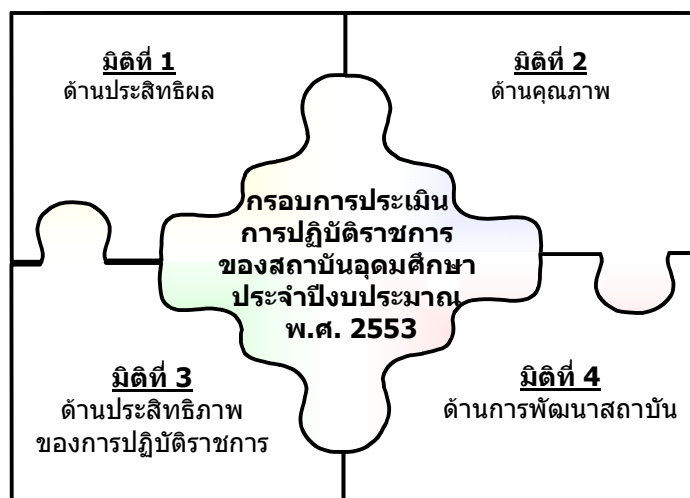 มิติที่ 1
ด้านประสิทธิผล
มิติที่ 2
ด้านคุณภาพ
กรอบการประเมิน
การปฏิบัติราชการ
ของสถาบันอุดมศึกษา
ประจำปีงบประมาณ
พ.ศ. 2553
มิติที่ 3
ด้านประสิทธิภาพ
ของการปฏิบัติราชการ
มิติที่ 4
ด้านการพัฒนาสถาบัน